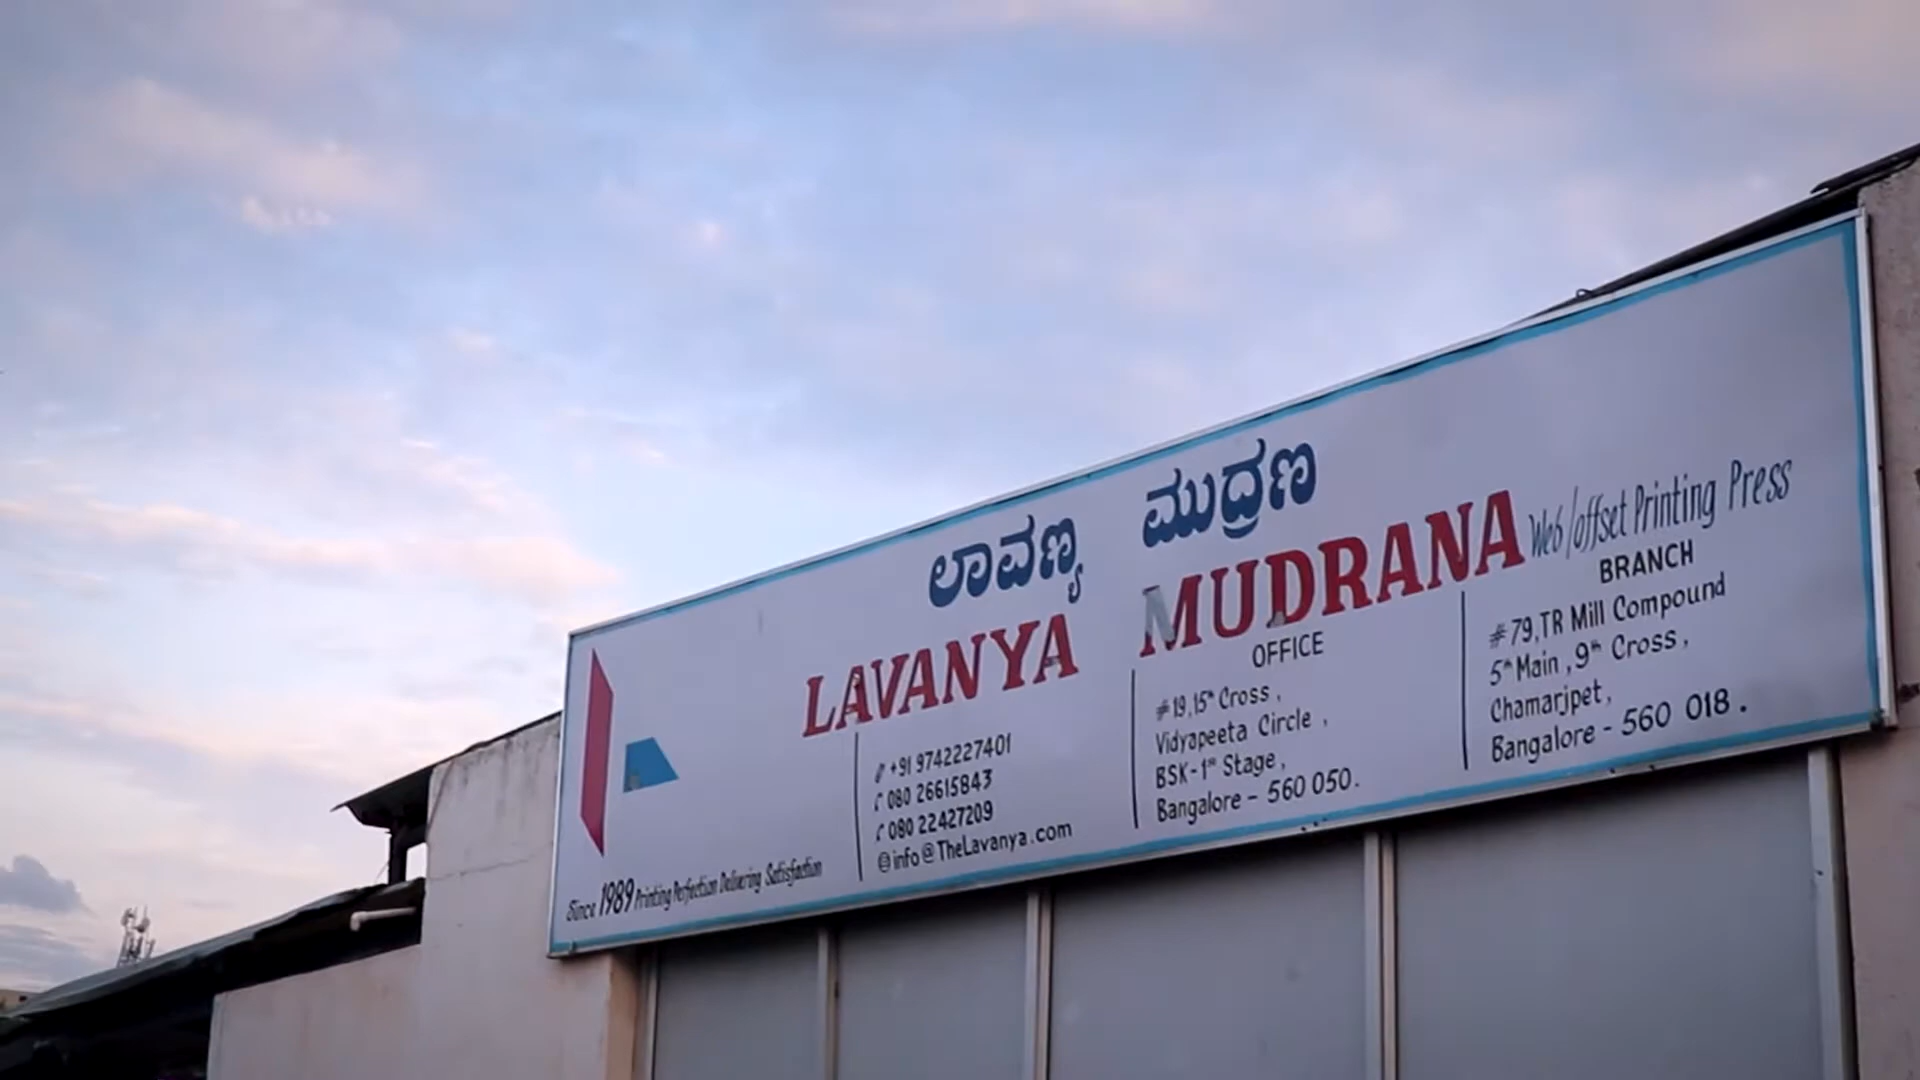 ಲಾವಣ್ಯ ಮುದ್ರಣ
LAVANYA MUDRANA Web/offset Printing Press
+91 9742227401
080 26615843
080 22427209
info@TheLavanya.com
OFFICE
#19,15th Cross,
Vidyapeeta Circle,
BSK-1st Stage,
Bangalore - 560 050.
BRANCH
#79,TR Mill Compound
5th Main, 9th Cross,
Chamarjpet,
Bangalore - 560 018.
Since 1989 Printing Perfection Delivering Satisfaction